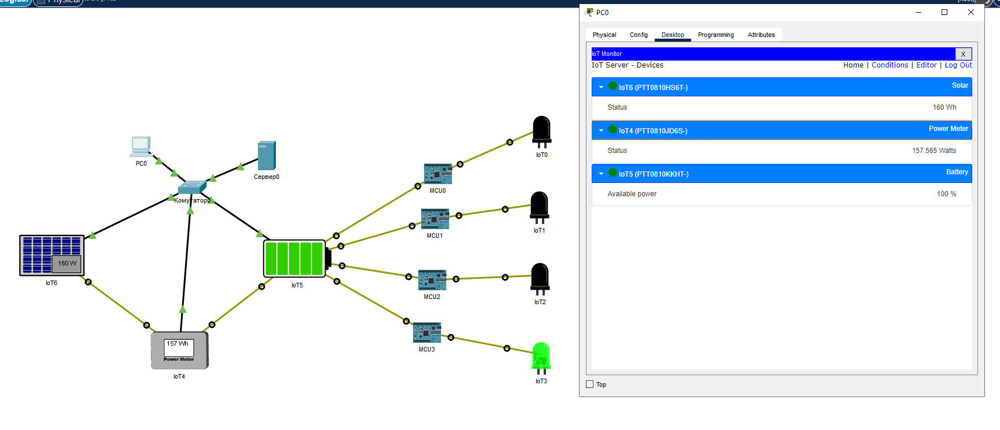 Logical
Physical
PC0
Physical
Config
Desktop
Programming
Attributes
IoT Monitor
X
IoT Server - Devices
Home | Conditions | Editor | Log Out
IoT6 (PTT0810HS6T-)
Solar
Status
160 Wh
IoT4 (PTT0810JD6S-)
Power Meter
Status
157.565 Watts
IoT5 (PTT0810KKHT-)
Battery
Available power
100 %
Top
PC0
Сервер0
Комутатор0
160 W
IoT6
IoT5
157 Wh
Power Meter
IoT4
MCU0
MCU1
MCU2
MCU3
IoT0
IoT1
IoT2
IoT3